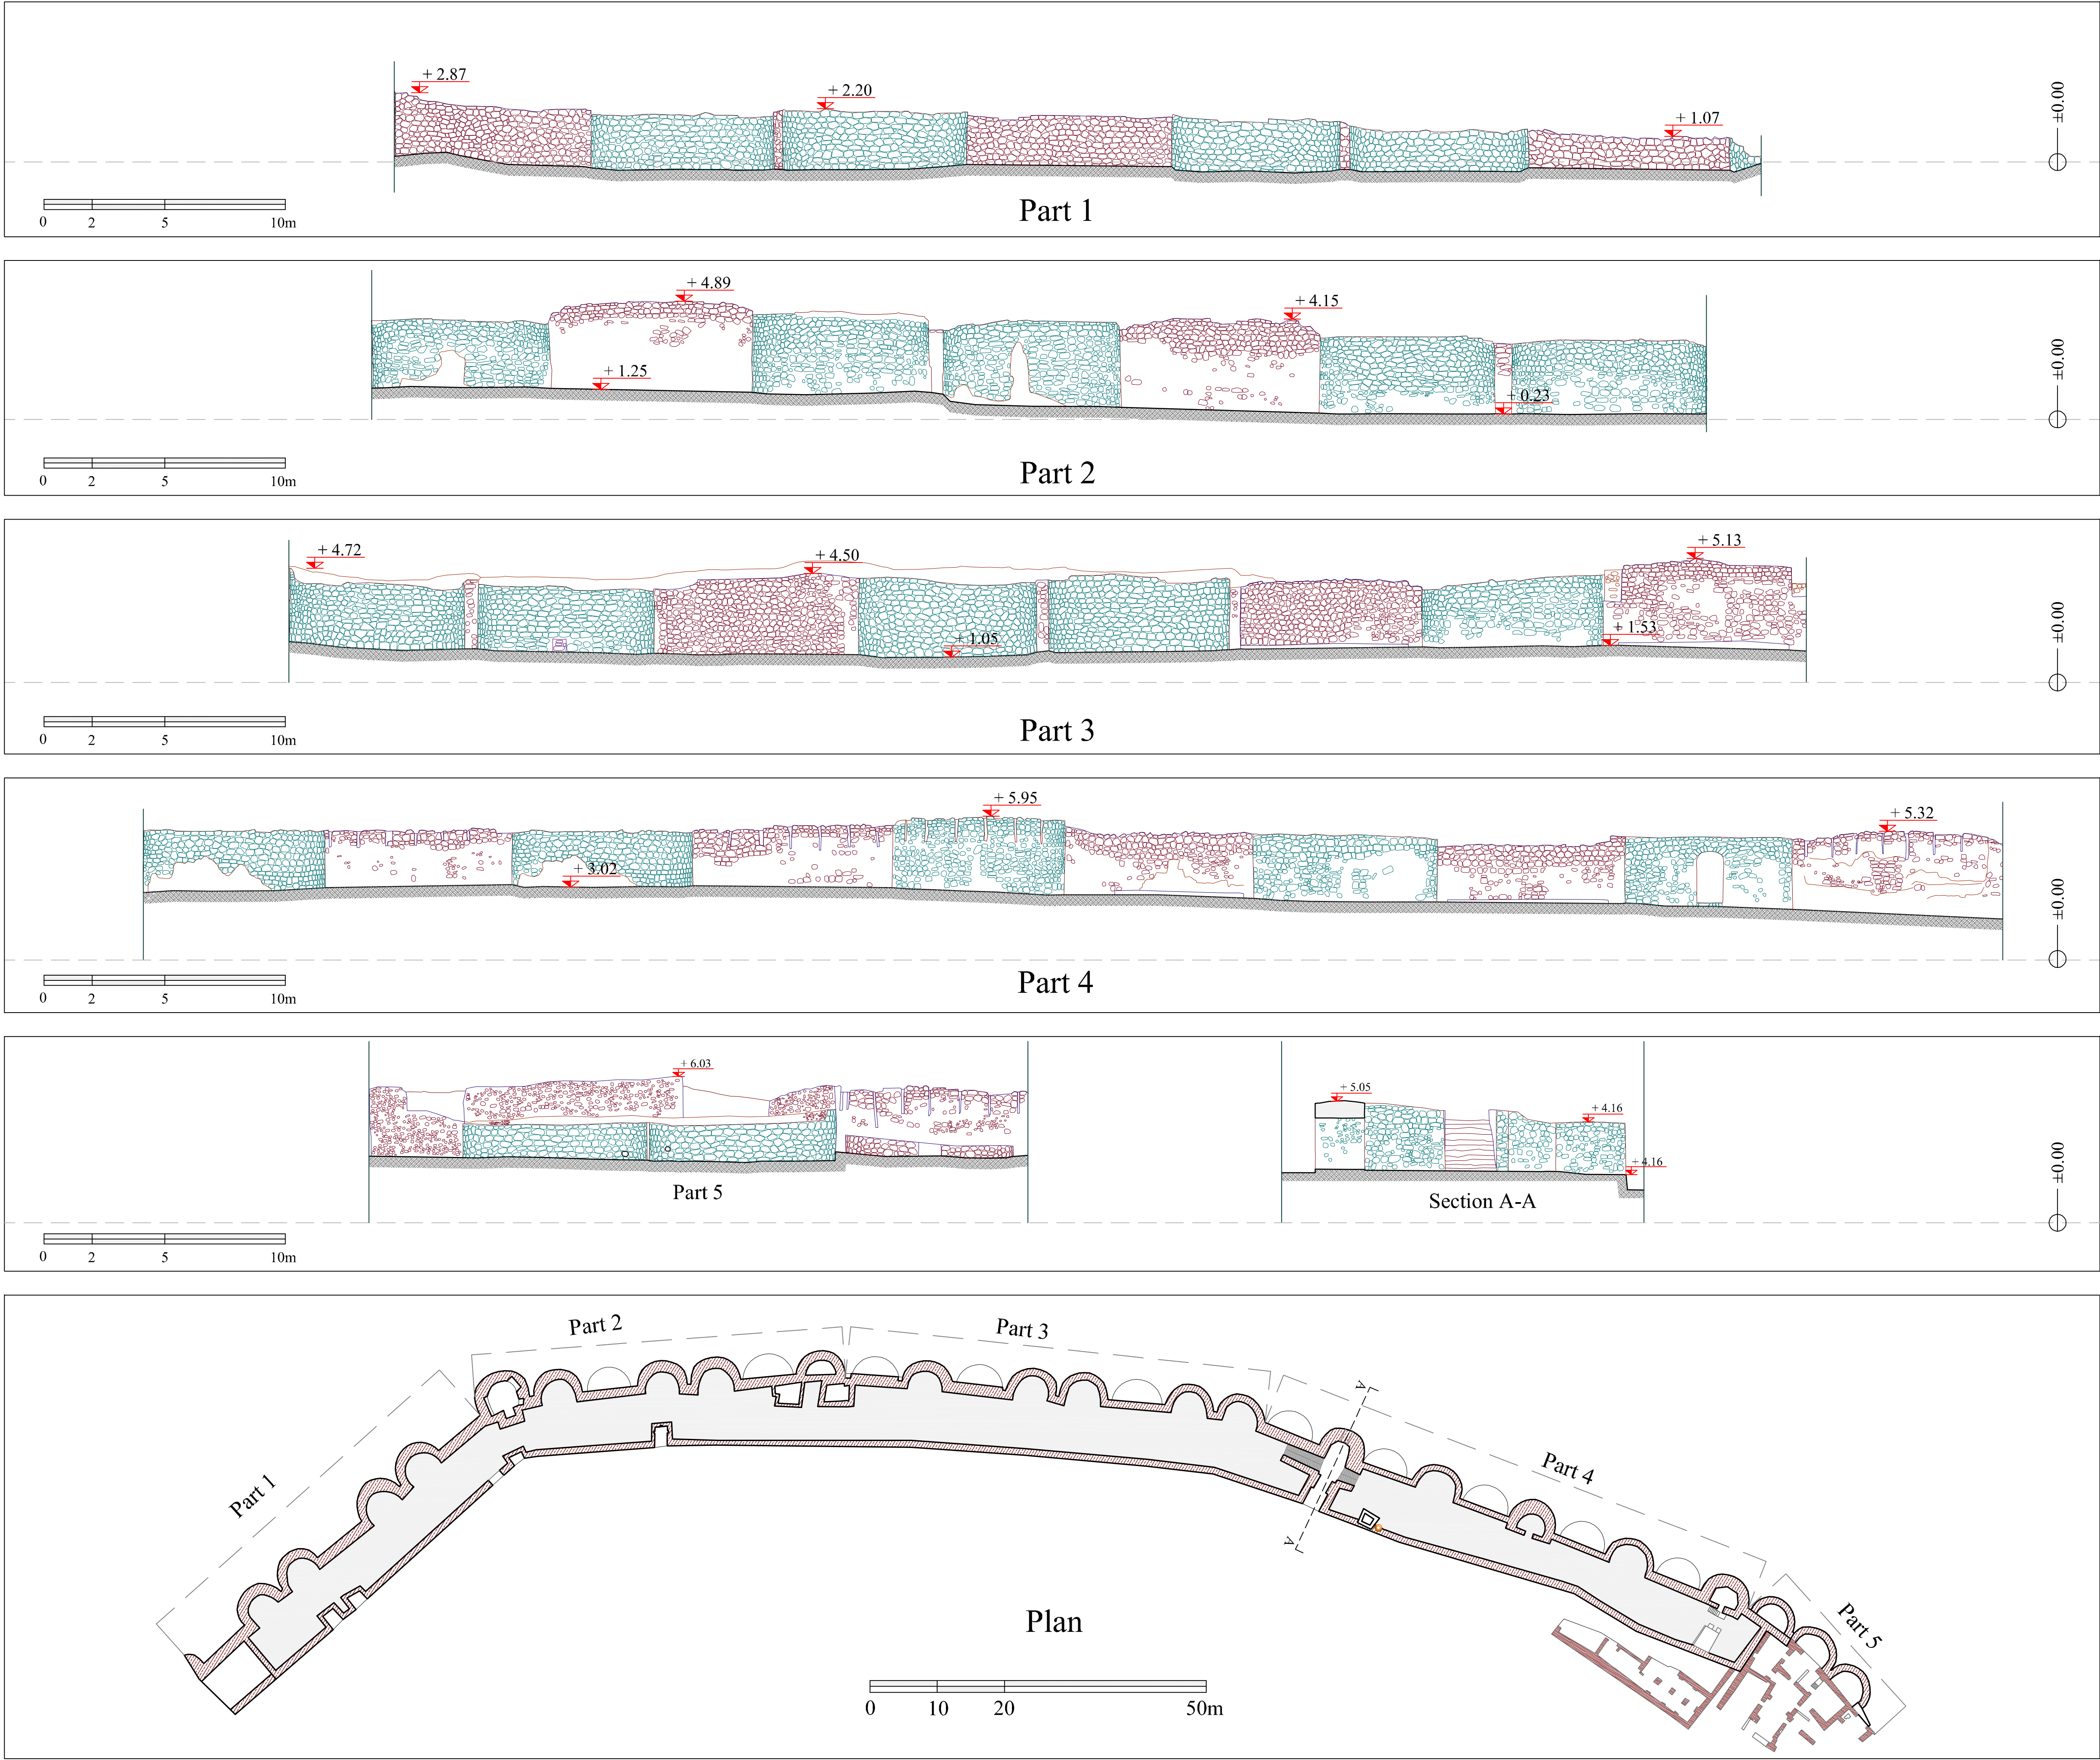 + 2.87
+ 2.20
+ 1.07
±0.00
0 2 5 10m
Part 1
+ 4.89
+ 4.15
+ 1.25
+ 0.23
±0.00
0 2 5 10m
Part 2
+ 4.72
+ 4.50
+ 5.13
+ 1.05
+ 1.53
±0.00
0 2 5 10m
Part 3
+ 5.95
+ 5.32
+ 3.02
±0.00
0 2 5 10m
Part 4
+ 6.03
+ 5.05
+ 4.16
+ 4.16
±0.00
Part 5
Section A-A
0 2 5 10m
Part 1
Part 2
Part 3
A
A
Part 4
Part 5
Plan
0 10 20 50m